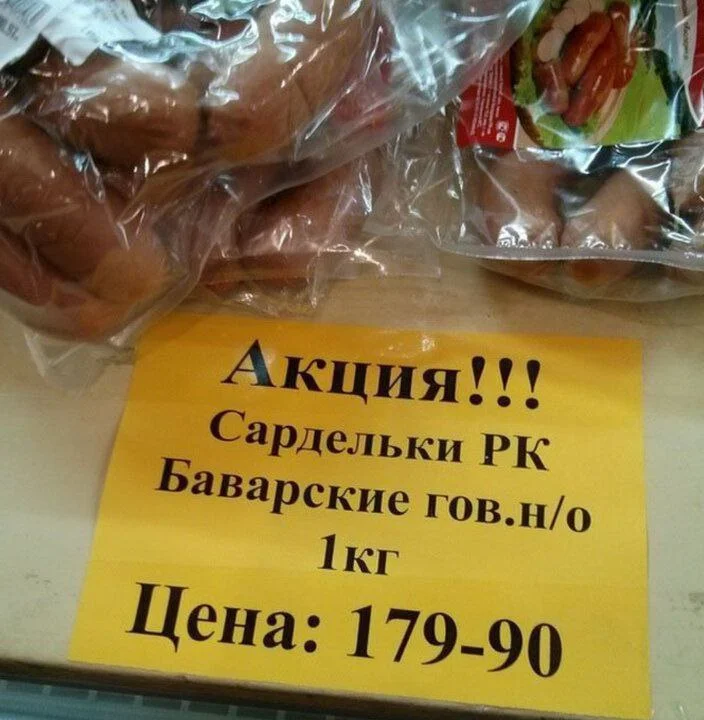 Акция!!!
Сардельки РК
Баварские гов.н/о
1кг
Цена: 179-90